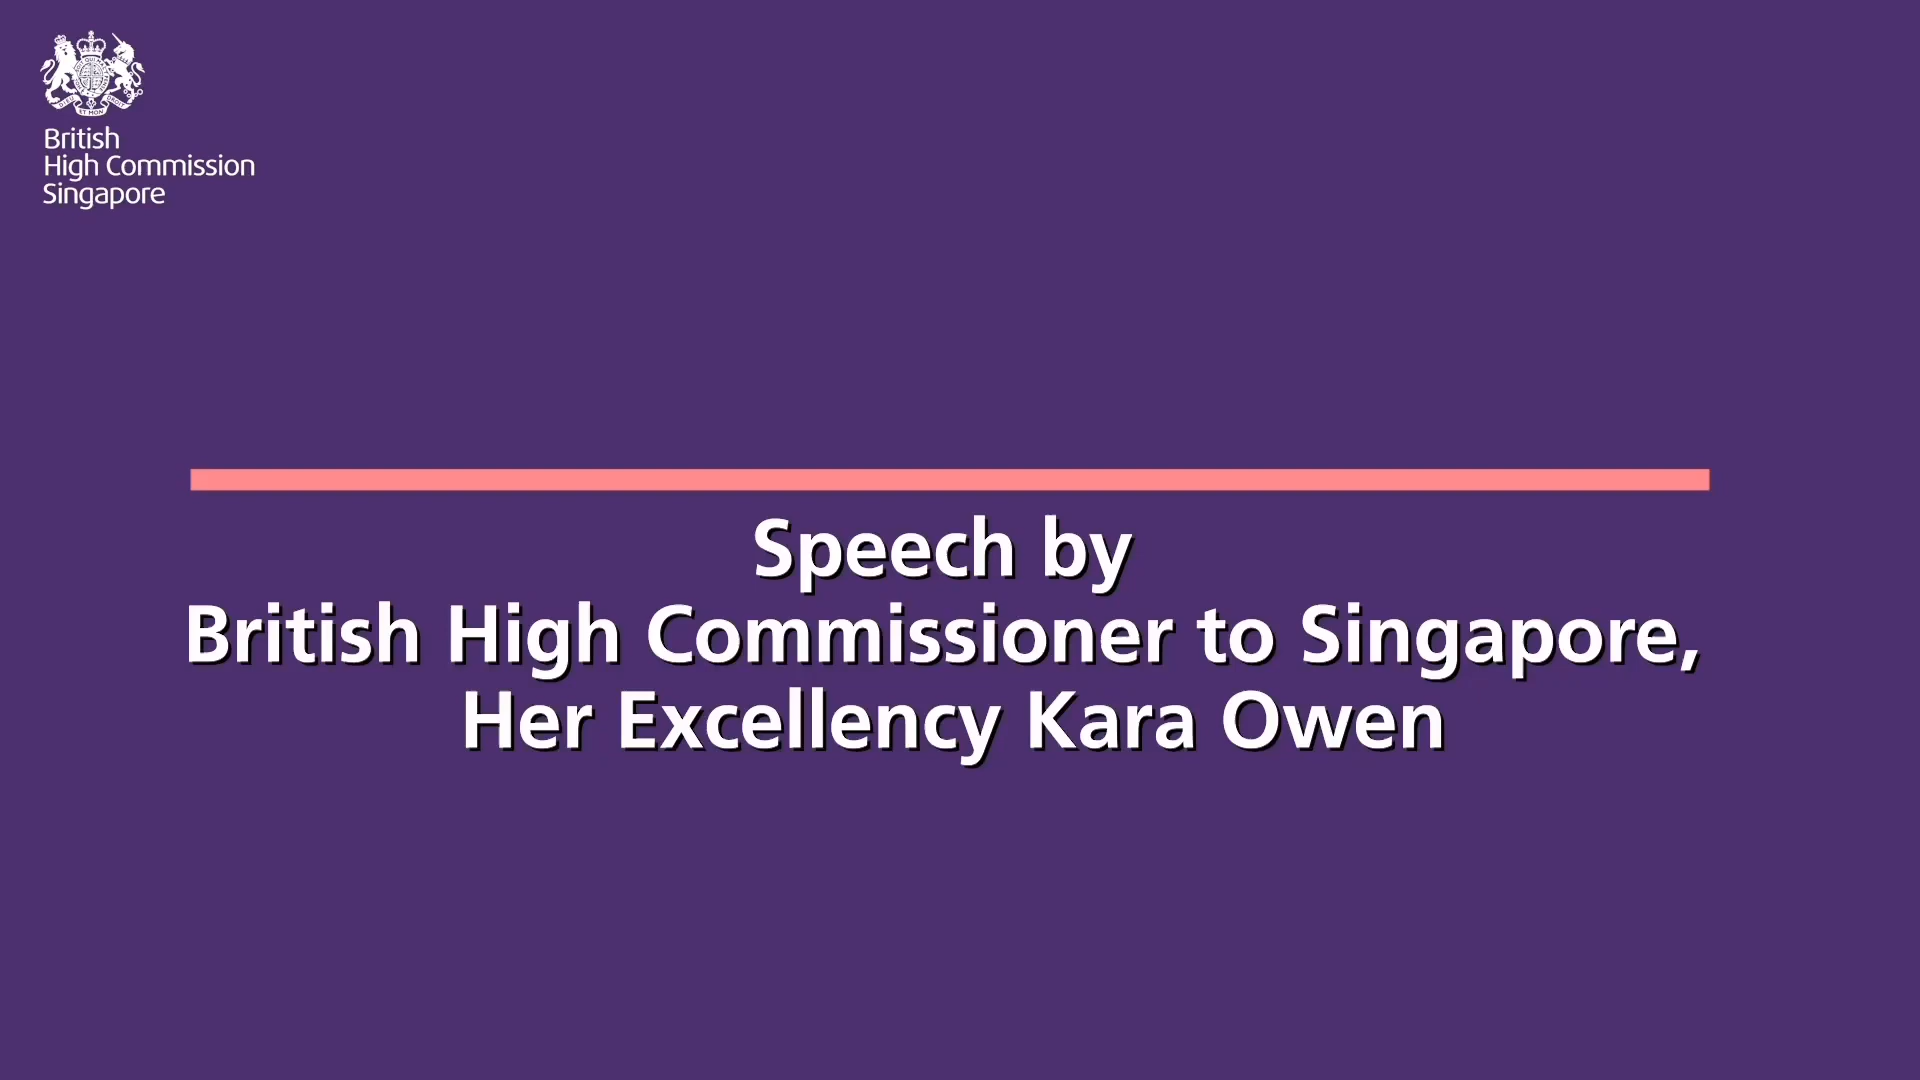 British
High Commission
Singapore
Speech by
British High Commissioner to Singapore,
Her Excellency Kara Owen